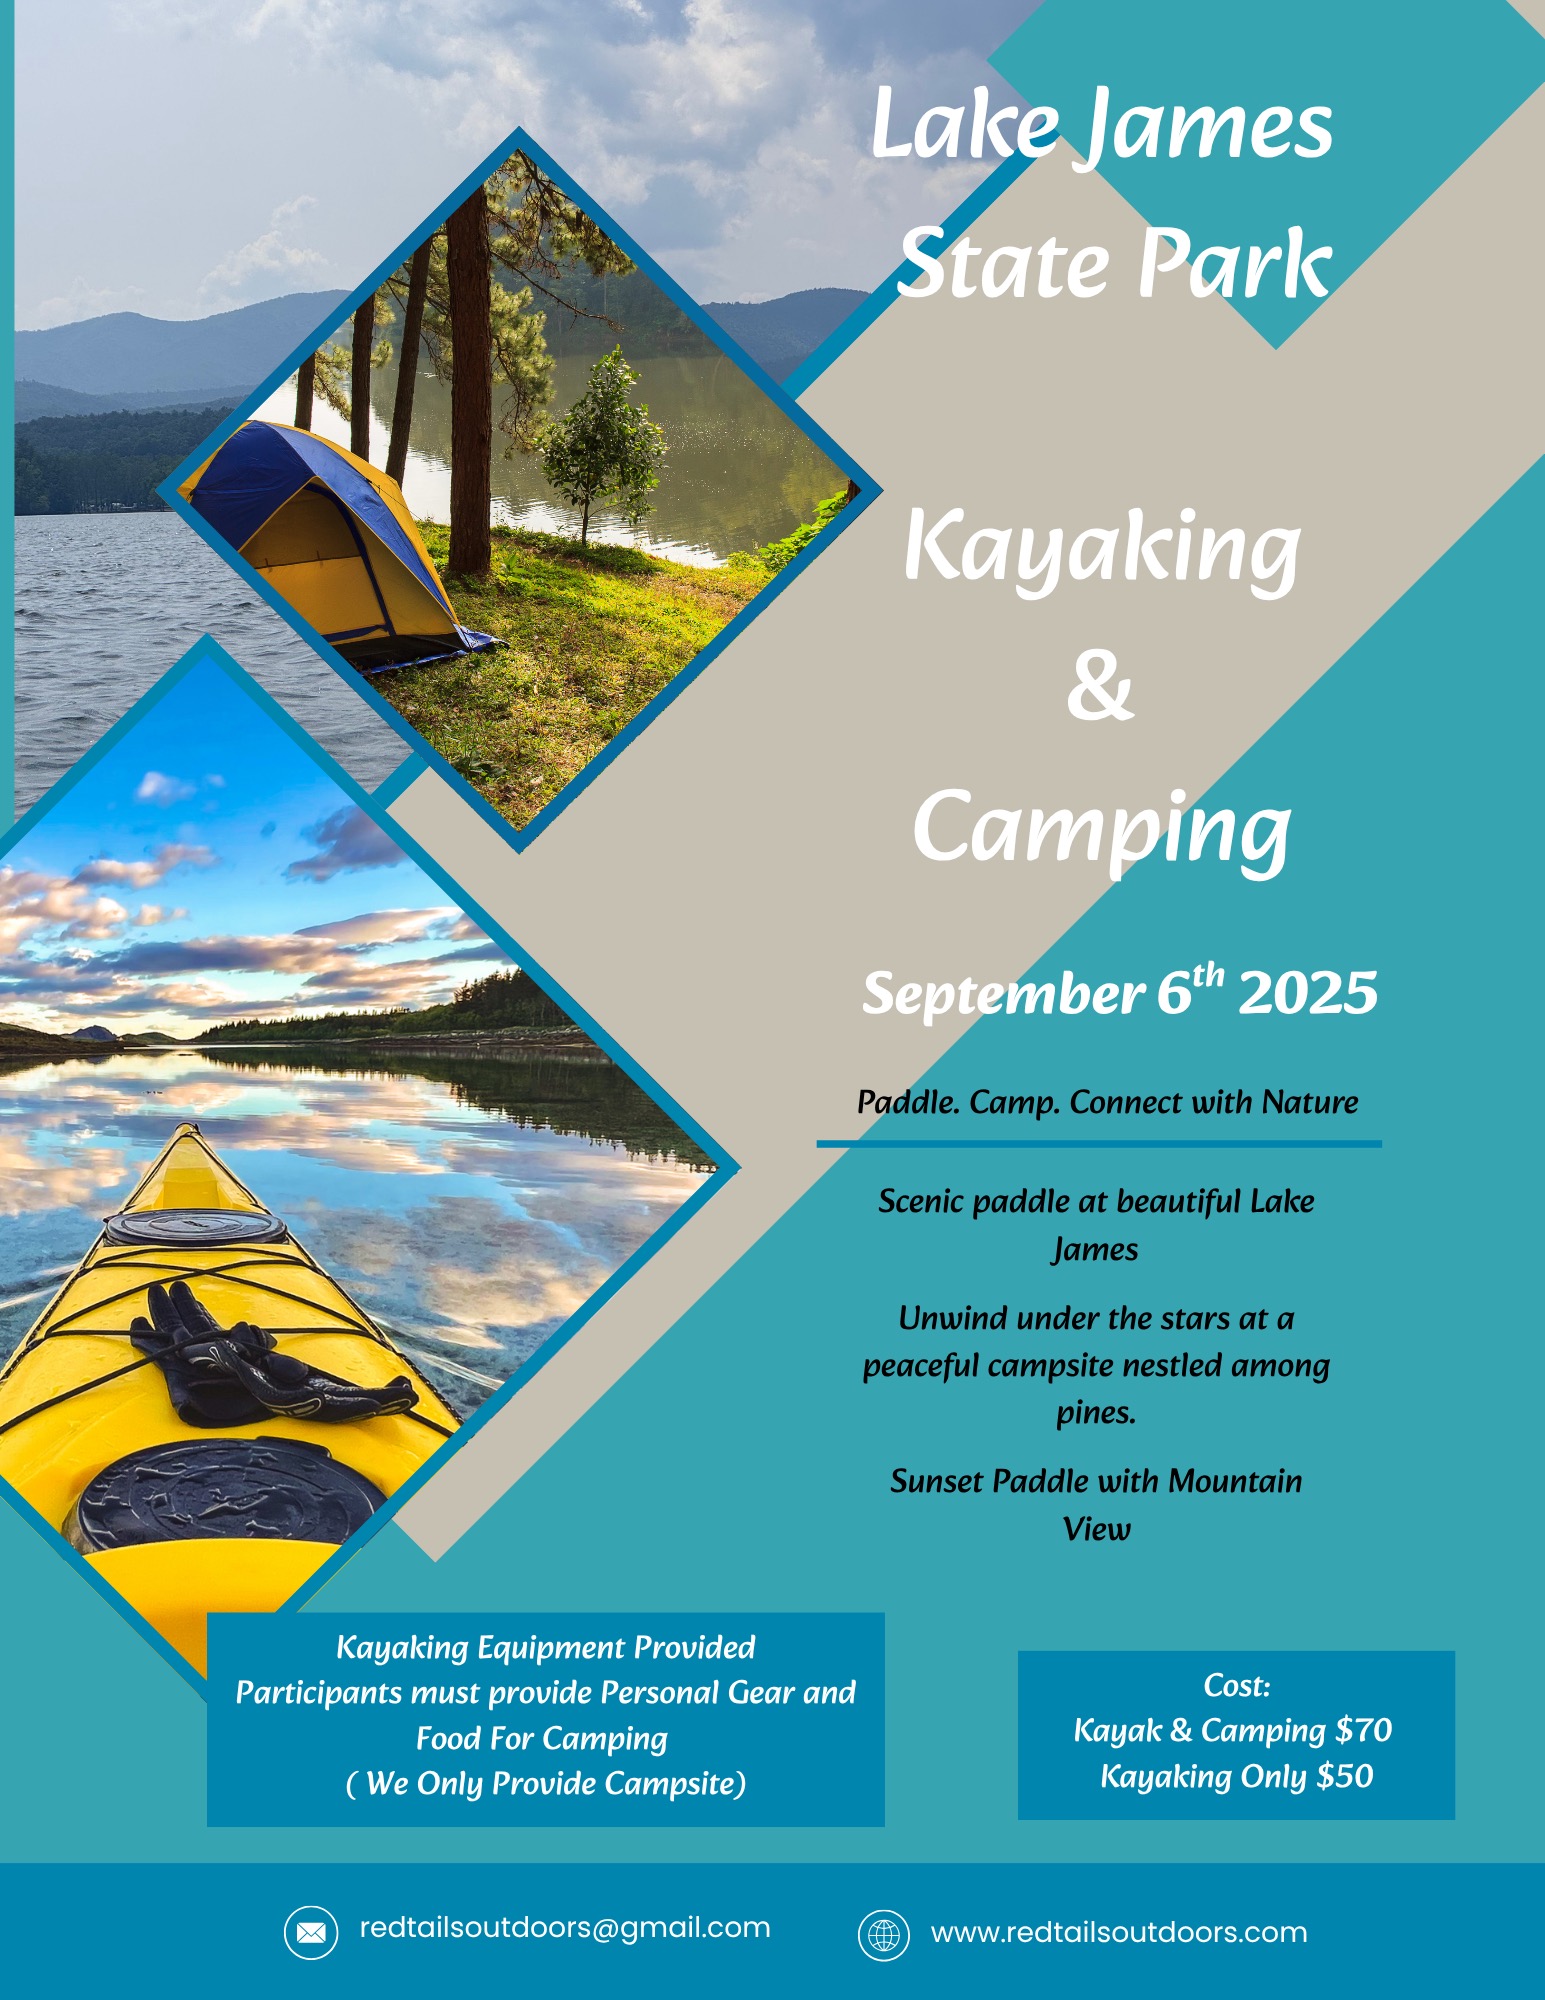 Lake James
State Park
Kayaking
&
Camping
September 6th 2025
Paddle. Camp. Connect with Nature
Scenic paddle at beautiful Lake
James
Unwind under the stars at a
peaceful campsite nestled among
pines.
Sunset Paddle with Mountain
View
Kayaking Equipment Provided
Participants must provide Personal Gear and
Food For Camping
( We Only Provide Campsite)
Cost:
Kayak & Camping $70
Kayaking Only $50
redtailsoutdoors@gmail.com
www.redtailsoutdoors.com